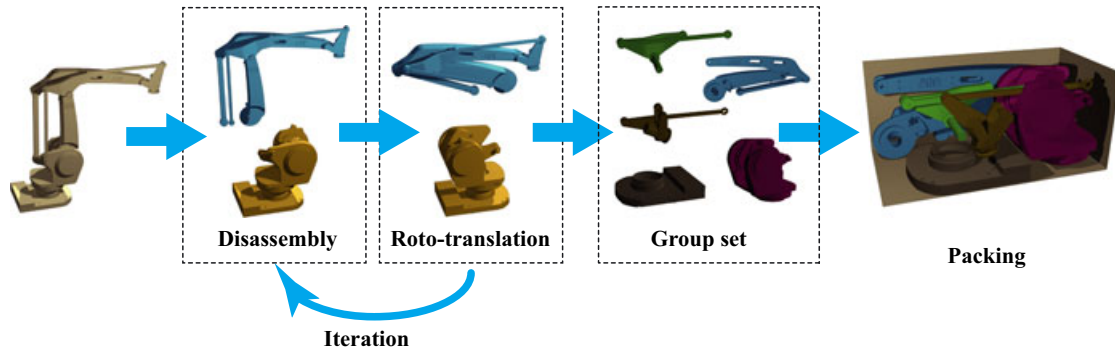 Disassembly
Roto-translation
Group set
Packing
Iteration